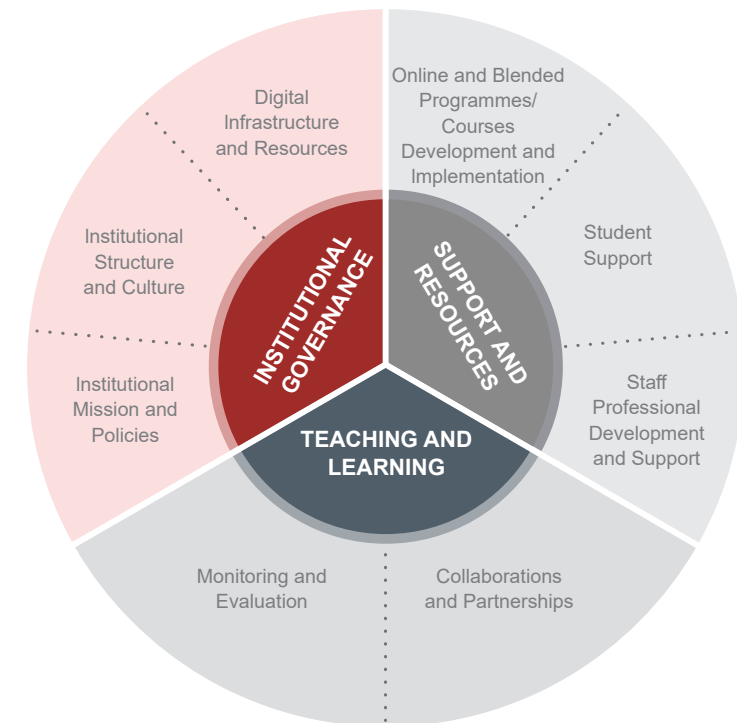 Digital
Infrastructure
and Resources
Online and Blended
Programmes/
Courses
Development and
Implementation
Institutional
Structure
and Culture
Student
Support
Institutional
Mission and
Policies
Staff
Professional
Development
and Support
INSTITUTIONAL
GOVERNANCE
SUPPORT AND
RESOURCES
TEACHING AND
LEARNING
Monitoring and
Evaluation
Collaborations
and Partnerships